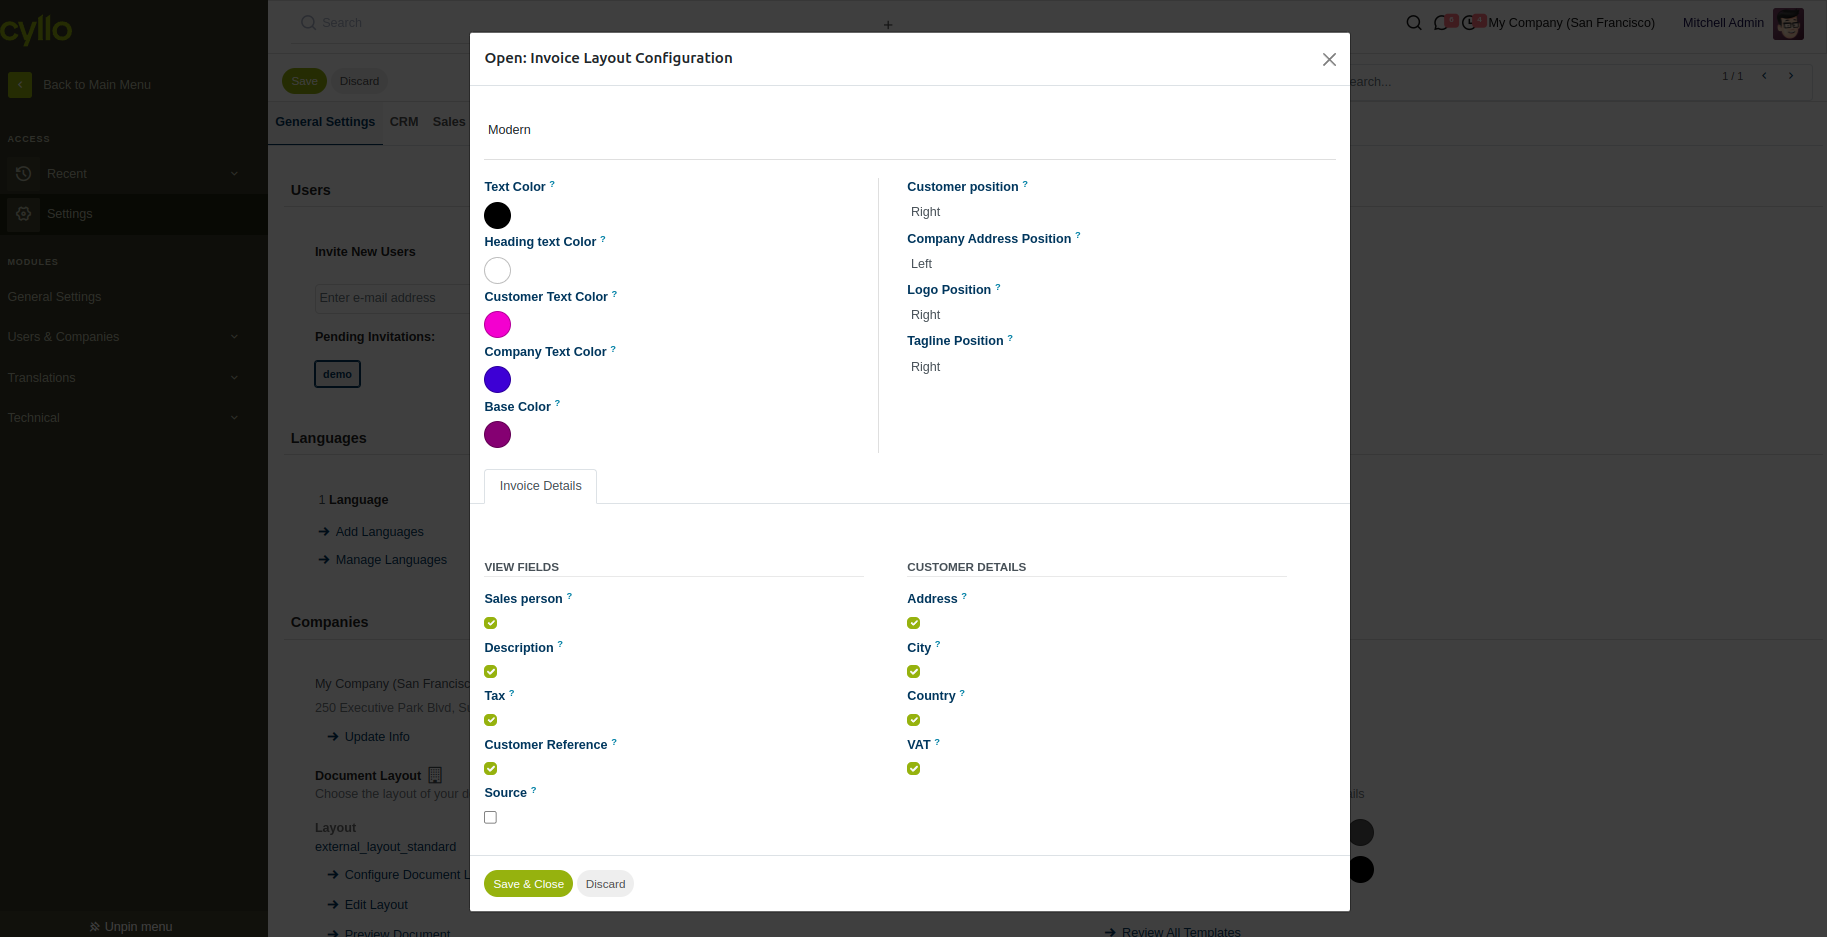 cyllo
Search
+
My Company (San Francisco)
Mitchell Admin
Back to Main Menu
ACCESS
Recent
Settings
MODULES
General Settings
Users & Companies
Translations
Technical
Unpin menu
Save
Discard
earch...
1 / 1
General Settings
CRM
Sales
Users
Invite New Users
Enter e-mail address
Pending Invitations:
demo
Languages
1 Language
Add Languages
Manage Languages
Companies
My Company (San Francisc
250 Executive Park Blvd, Su
Update Info
Document Layout
Choose the layout of your d
ails
Layout
external_layout_standard
Configure Document L
Edit Layout
Preview Document
Review All Templates
Open: Invoice Layout Configuration
Modern
Text Color ?
Heading text Color ?
Customer Text Color ?
Company Text Color ?
Base Color ?
Customer position ?
Right
Company Address Position ?
Left
Logo Position ?
Right
Tagline Position ?
Right
Invoice Details
VIEW FIELDS
Sales person ?
Description ?
Tax ?
Customer Reference ?
Source ?
CUSTOMER DETAILS
Address ?
City ?
Country ?
VAT ?
Save & Close
Discard